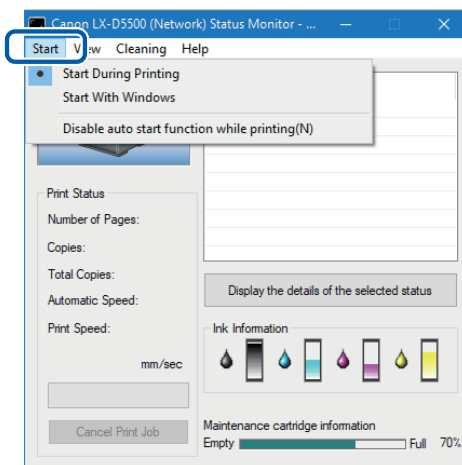 Canon LX-D5500 (Network) Status Monitor - ...
Start View Cleaning Help
Start During Printing
Start With Windows
Disable auto start function while printing(N)
Print Status
Number of Pages:
Copies:
Total Copies:
Automatic Speed:
Print Speed:
mm/sec
Cancel Print Job
Display the details of the selected status
Ink Information
Maintenance cartridge information
Empty Full 70%